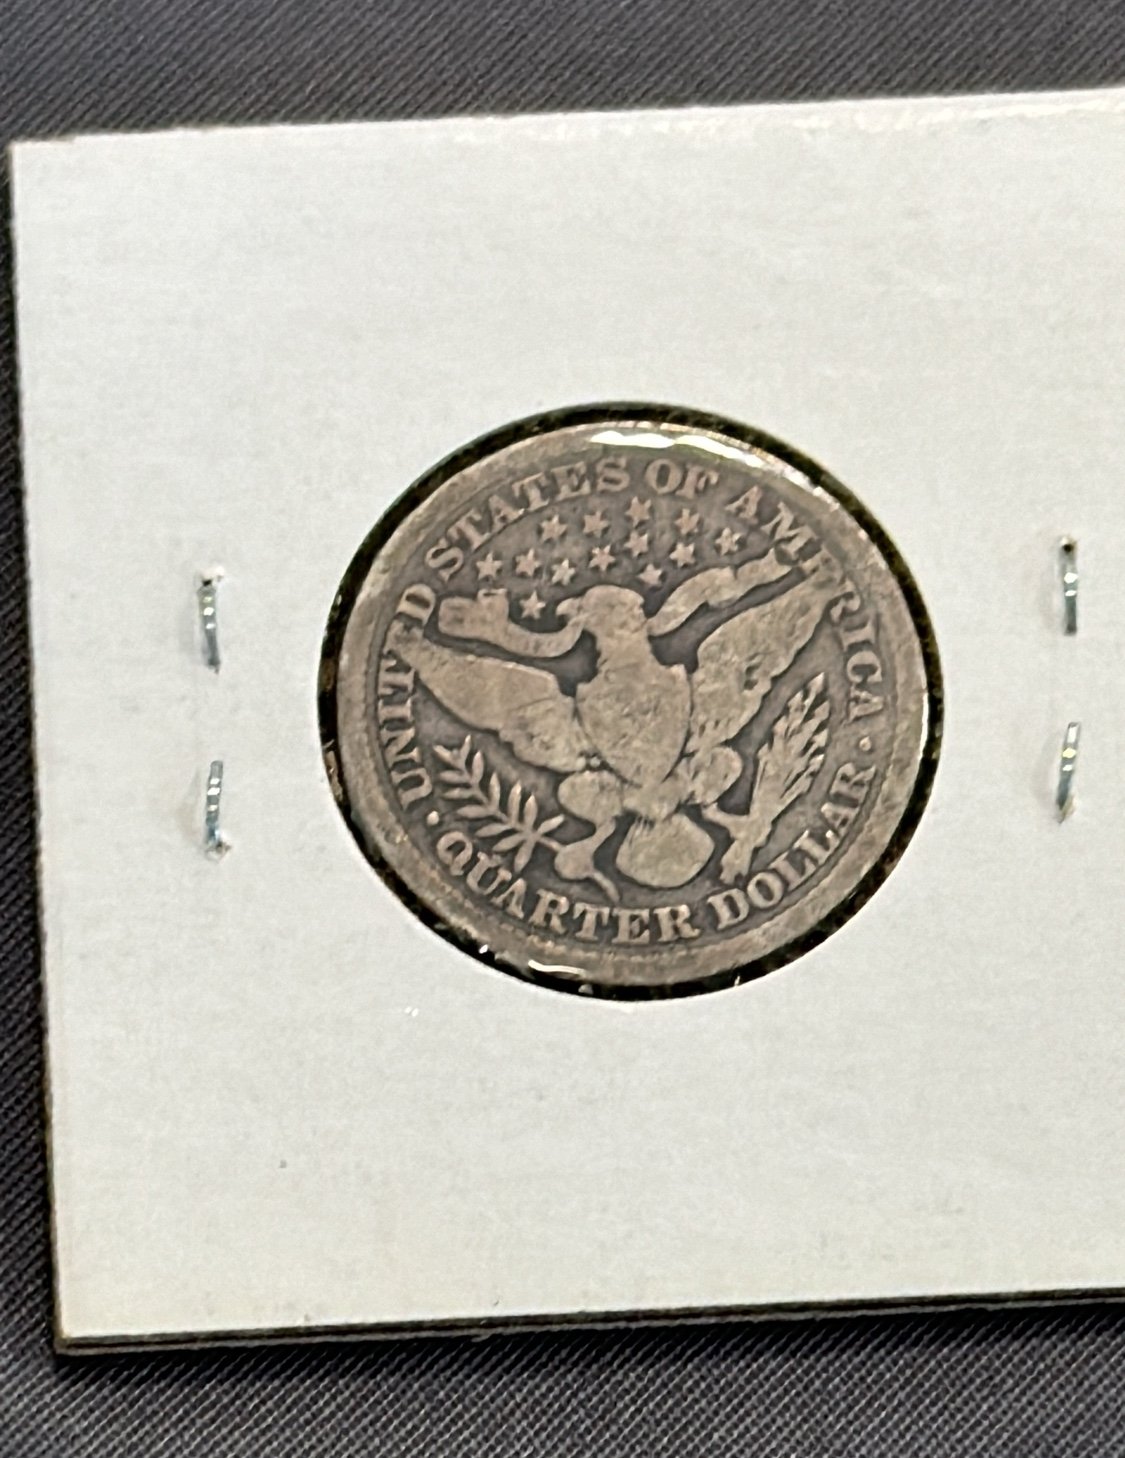 UNITED STATES OF AMERICA
· QUARTER DOLLAR ·